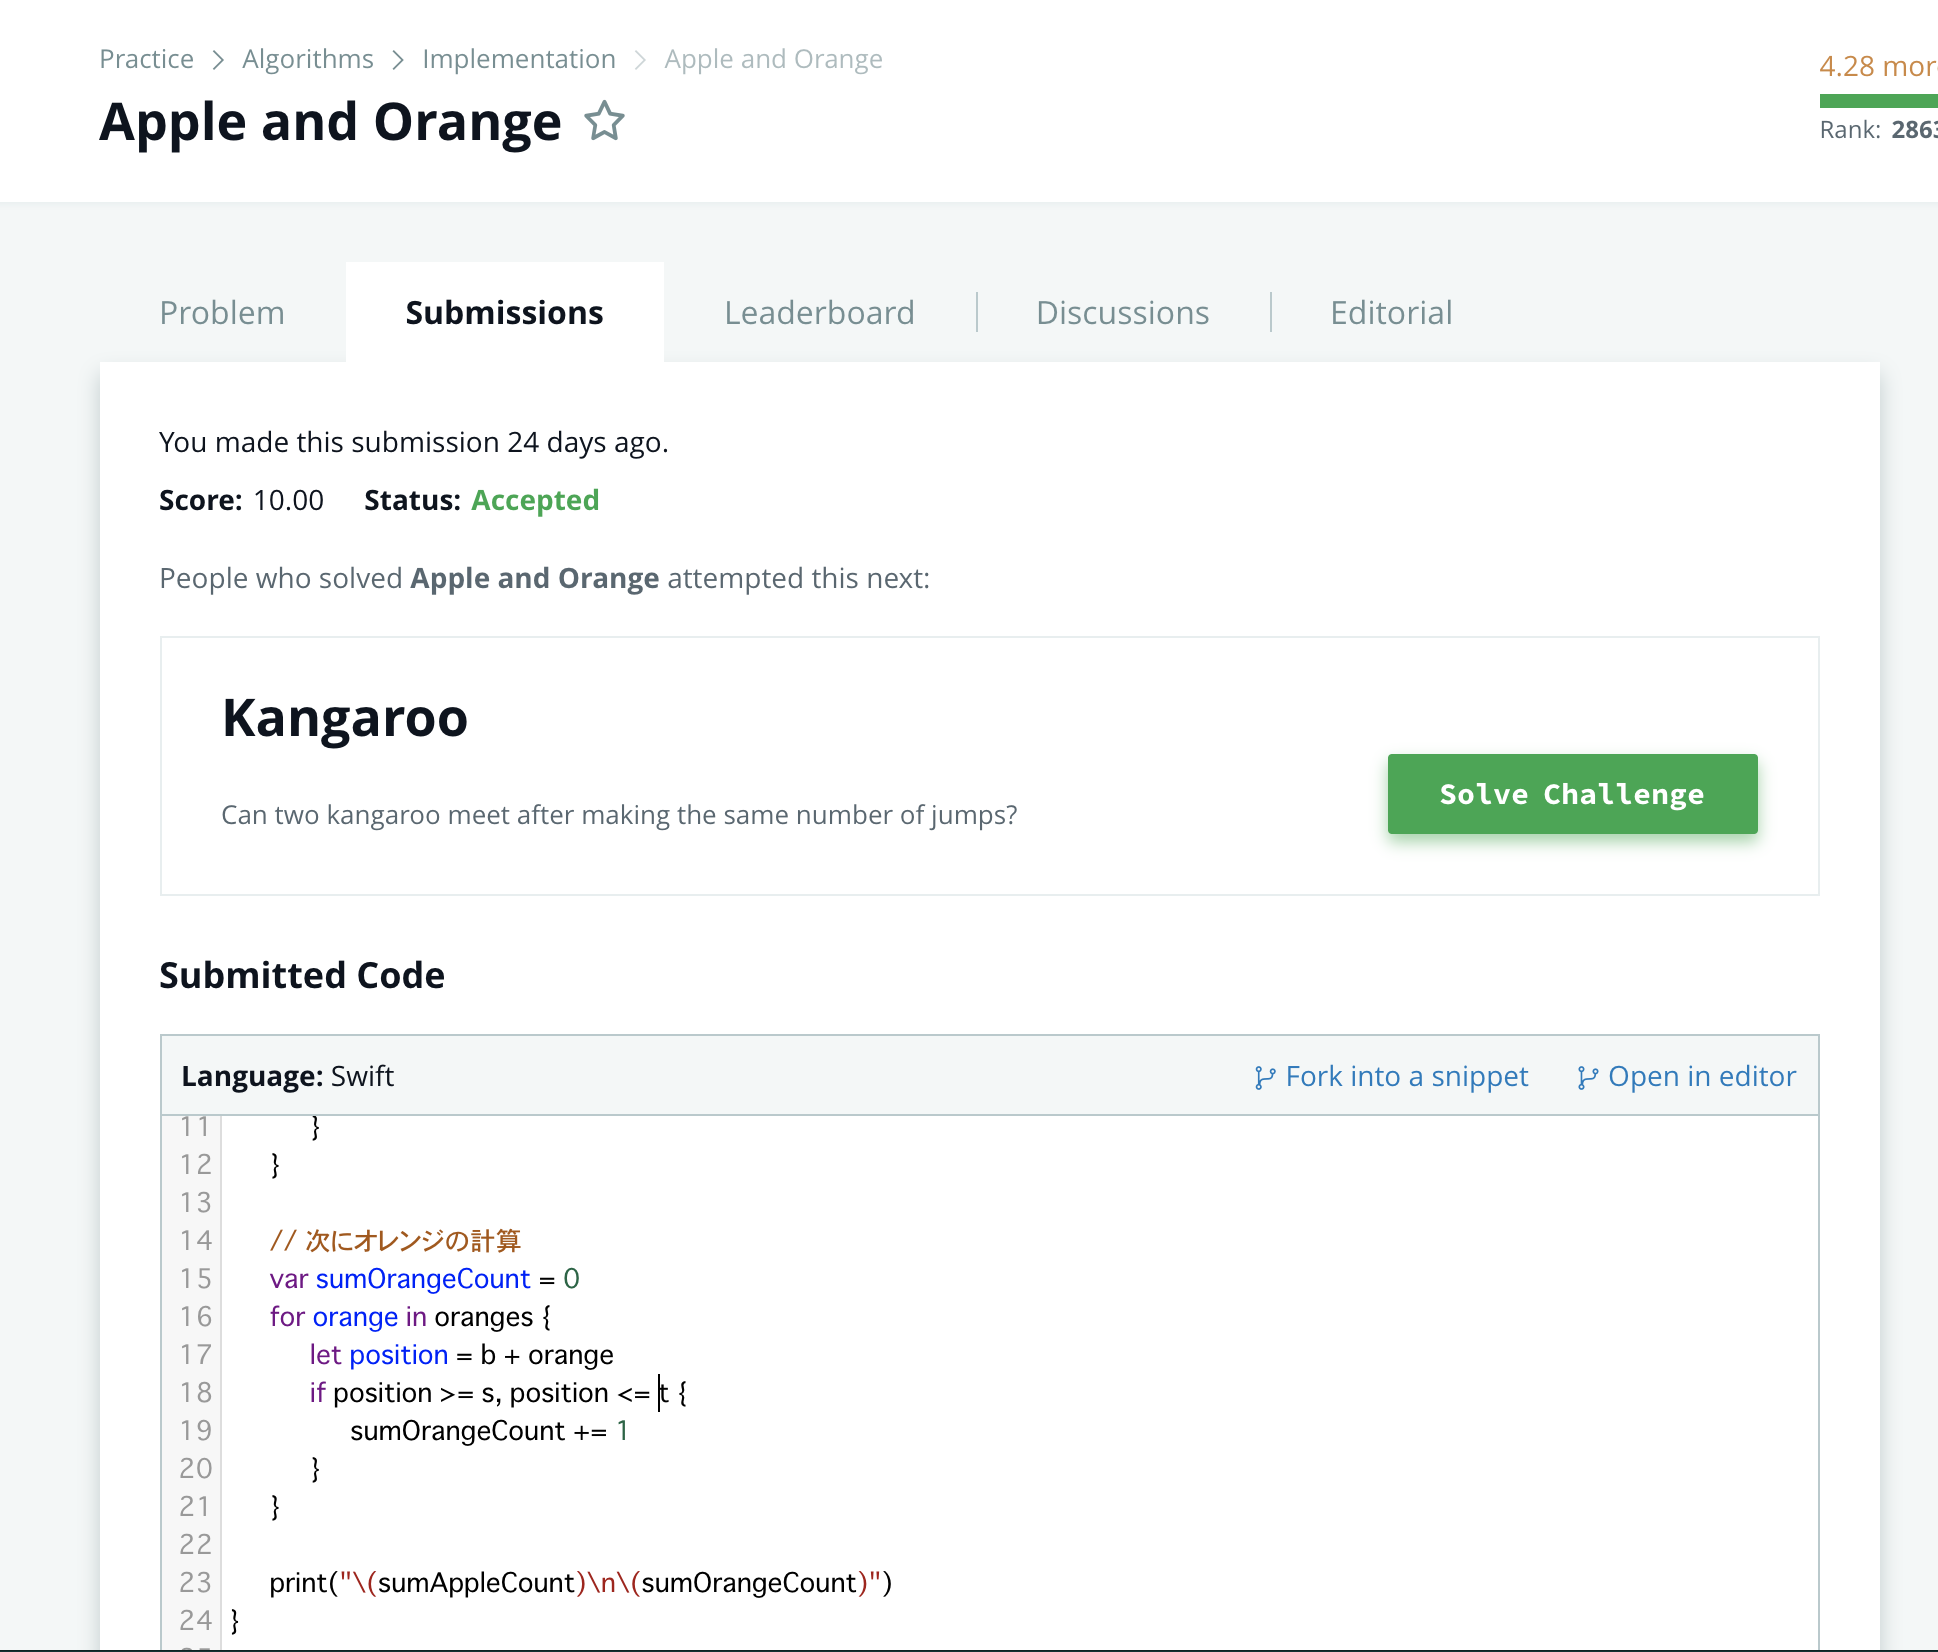 Practice > Algorithms > Implementation > Apple and Orange
4.28 mor
Apple and Orange
Rank: 2863
Problem Submissions Leaderboard Discussions Editorial
You made this submission 24 days ago.
Score: 10.00 Status: Accepted
People who solved Apple and Orange attempted this next:
Kangaroo
Can two kangaroo meet after making the same number of jumps?
Solve Challenge
Submitted Code
Language: Swift Fork into a snippet Open in editor
11 }
12 }
13
14 // 次にオレンジの計算
15 var sumOrangeCount = 0
16 for orange in oranges {
17 let position = b + orange
18 if position >= s, position <= t {
19 sumOrangeCount += 1
20 }
21 }
22
23 print("\(sumAppleCount)\n\(sumOrangeCount)")
24 }